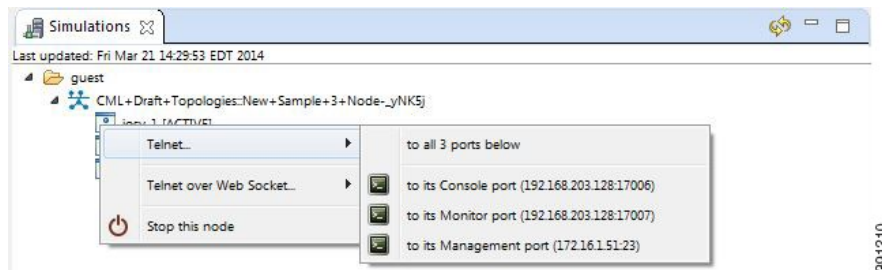 Simulations
Last updated: Fri Mar 21 14:29:53 EDT 2014
guest
CML+Draft+Topologies::New+Sample+3+Node-_yNK5j
[ACTIVE]
Telnet...
to all 3 ports below
Telnet over Web Socket...
to its Console port (192.168.203.128:17006)
to its Monitor port (192.168.203.128:17007)
Stop this node
to its Management port (172.16.1.51:23)